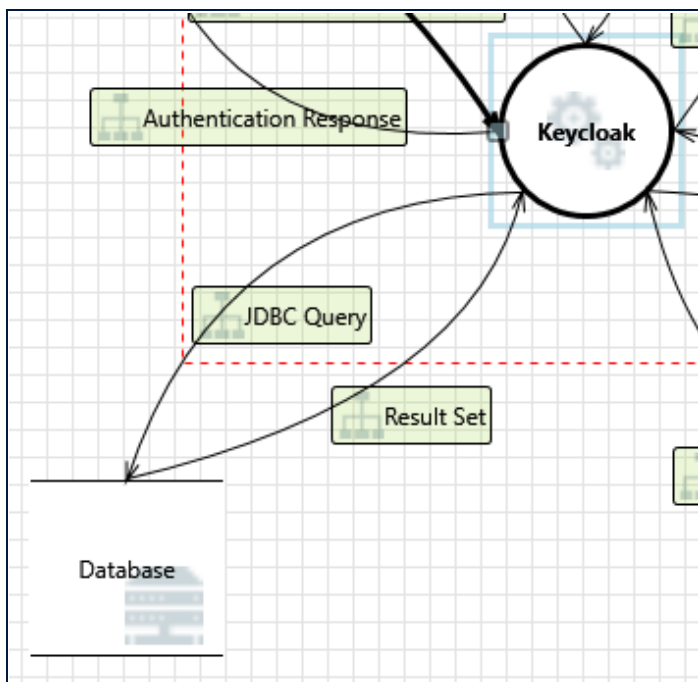 Authentication Response
Keycloak
JDBC Query
Result Set
Database